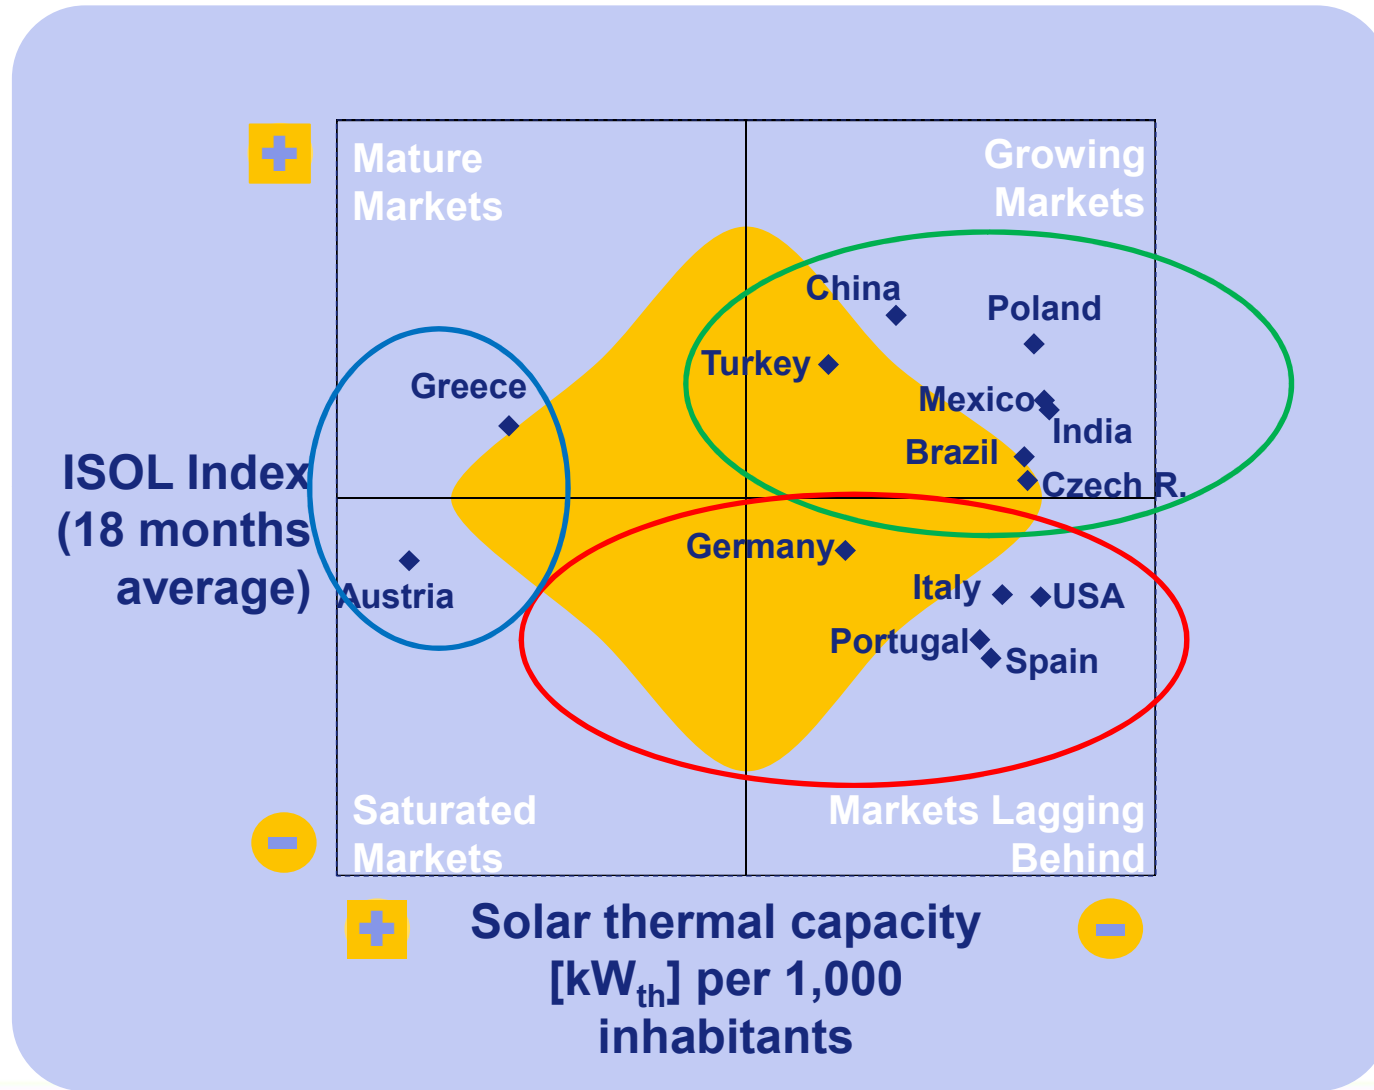 Mature
Markets
Growing
Markets
China
Poland
Turkey
Greece
Mexico
India
Brazil
Czech R.
ISOL Index
(18 months
average)
Germany
Italy
USA
Austria
Portugal
Spain
Saturated
Markets
Markets Lagging
Behind
Solar thermal capacity
[kWth] per 1,000
inhabitants